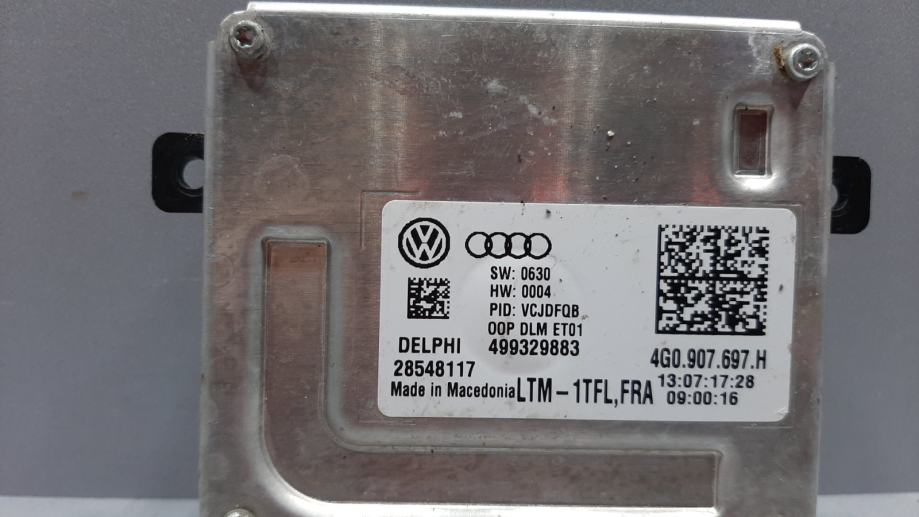 SW: 0630
HW: 0004
PID: VCJDFQB
OOP DLM ET01
DELPHI 499329883
28548117
4G0.907.697.H
Made in Macedonia LTM-1TFL,FRA
13:07:17:28
09:00:16